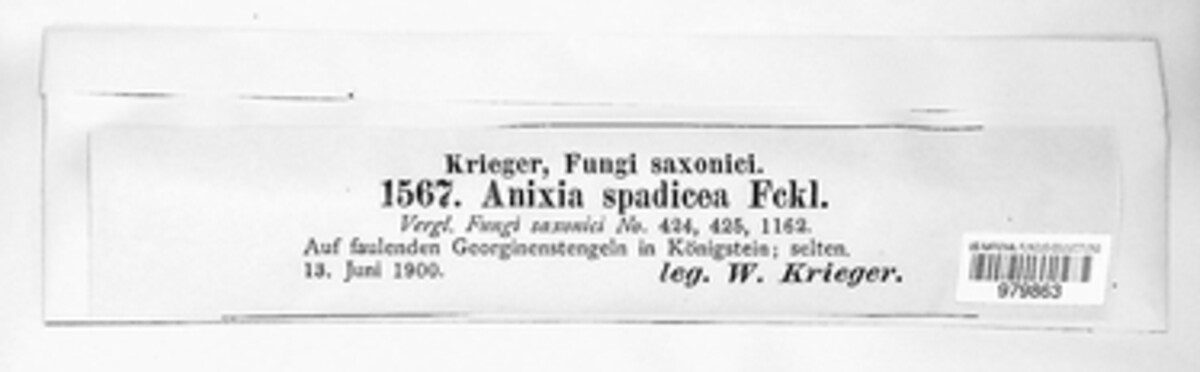 Krieger, Fungi saxonici.
1567. Anixia spadicea Fckl.
Vergl. Fungi saxonici No. 424, 425, 1162.
Auf faulenden Georginenstengeln in Königstein; selten.
13. Juni 1900.
leg. W. Krieger.
979863